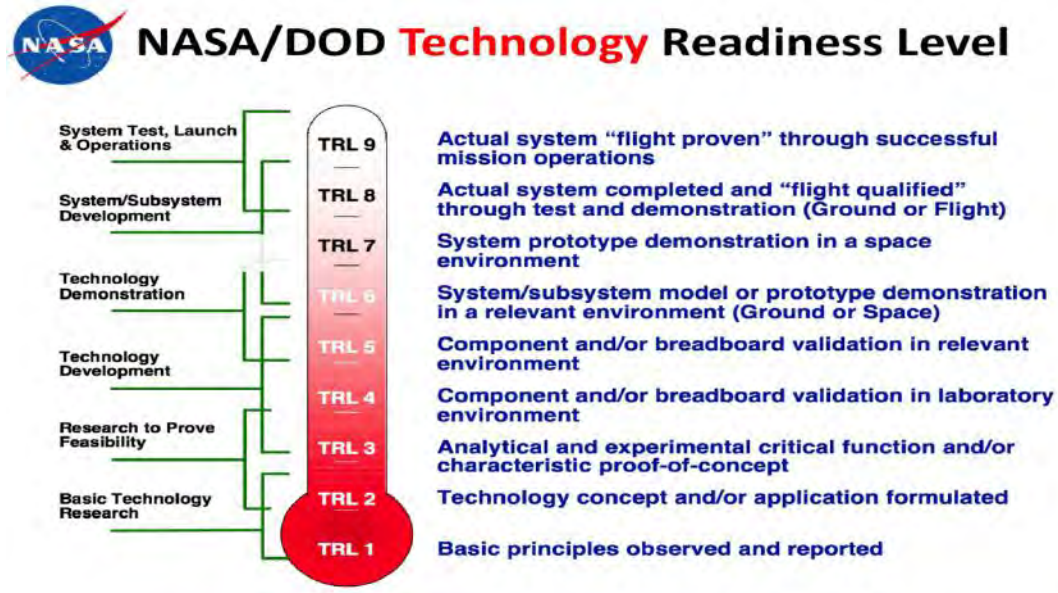 NASA
NASA/DOD Technology Readiness Level
System Test, Launch
& Operations
System/Subsystem
Development
Technology
Demonstration
Technology
Development
Research to Prove
Feasibility
Basic Technology
Research
TRL 9
TRL 8
TRL 7
TRL 6
TRL 5
TRL 4
TRL 3
TRL 2
TRL 1
Actual system “flight proven” through successful
mission operations
Actual system completed and “flight qualified”
through test and demonstration (Ground or Flight)
System prototype demonstration in a space
environment
System/subsystem model or prototype demonstration
in a relevant environment (Ground or Space)
Component and/or breadboard validation in relevant
environment
Component and/or breadboard validation in laboratory
environment
Analytical and experimental critical function and/or
characteristic proof-of-concept
Technology concept and/or application formulated
Basic principles observed and reported